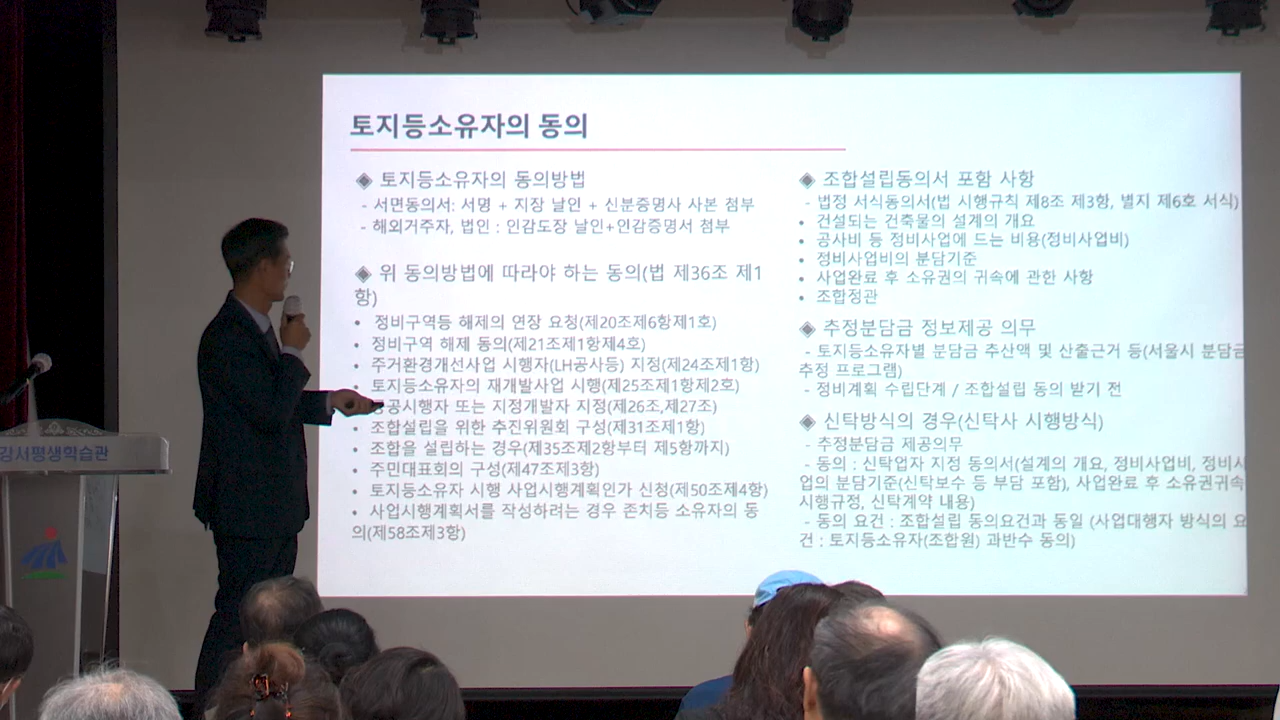 토지등소유자의 동의
◈ 토지등소유자의 동의방법
- 서면동의서: 서명 + 지장 날인 + 신분증명사 사본 첨부
- 해외거주자, 법인 : 인감도장 날인+인감증명서 첨부
◈ 위 동의방법에 따라야 하는 동의(법 제36조 제1
항)
• 정비구역등 해제의 연장 요청(제20조제6항제1호)
• 정비구역 해제 동의(제21조제1항제4호)
• 주거환경개선사업 시행자(LH공사등) 지정(제24조제1항)
• 토지등소유자의 재개발사업 시행(제25조제1항제2호)
공시행자 또는 지정개발자 지정(제26조,제27조)
• 조합설립을 위한 추진위원회 구성(제31조제1항)
• 조합을 설립하는 경우(제35조제2항부터 제5항까지)
• 주민대표회의 구성(제47조제3항)
• 토지등소유자 시행 사업시행계획인가 신청(제50조제4항)
• 사업시행계획서를 작성하려는 경우 존치등 소유자의 동
의(제58조제3항)
◈ 조합설립동의서 포함 사항
- 법정 서식동의서(법 시행규칙 제8조 제3항, 별지 제6호 서식)
• 건설되는 건축물의 설계의 개요
• 공사비 등 정비사업에 드는 비용(정비사업비)
• 정비사업비의 분담기준
• 사업완료 후 소유권의 귀속에 관한 사항
• 조합정관
◈ 추정분담금 정보제공 의무
- 토지등소유자별 분담금 추산액 및 산출근거 등(서울시 분담금
추정 프로그램)
- 정비계획 수립단계 / 조합설립 동의 받기 전
◈ 신탁방식의 경우(신탁사 시행방식)
- 추정분담금 제공의무
- 동의 : 신탁업자 지정 동의서(설계의 개요, 정비사업비, 정비사
업의 분담기준(신탁보수 등 부담 포함), 사업완료 후 소유권귀속
시행규정, 신탁계약 내용)
- 동의 요건 : 조합설립 동의요건과 동일 (사업대행자 방식의 요
건 : 토지등소유자(조합원) 과반수 동의)
강서평생학습관